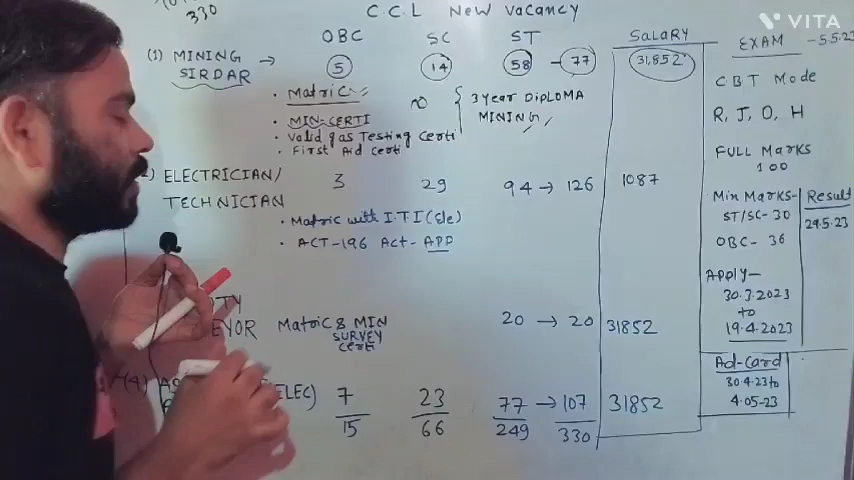 330
C.C.L New Vacancy
VITA
OBC SC ST SALARY EXAM - 5.5.23
(1) MINING SIRDAR → 5 14 58 - 77 31,852
• Matric
• MIN-CERTI
• Valid gas Testing Certi
• First Aid Certi
3 Year DIPLOMA
MINING
CBT Mode
R, J, O, H
FULL Marks
100
2) ELECTRICIAN/
TECHNICIAN
3 29 94 → 126 1087
• Matric with I.T.I (ele)
• ACT-196 Act- APP
Min Marks-
ST/SC- 30
OBC - 36
Result
29.5.23
APPLY-
30.3.2023
to
19.4.2023
TY
EYOR Matric & MIN
SURVEY
Certi
20 → 20 31852
Ad-Card
30.4.23 to
4.05-23
(4) ELEC) 7 23 77 → 107 31852
15 66 249 330